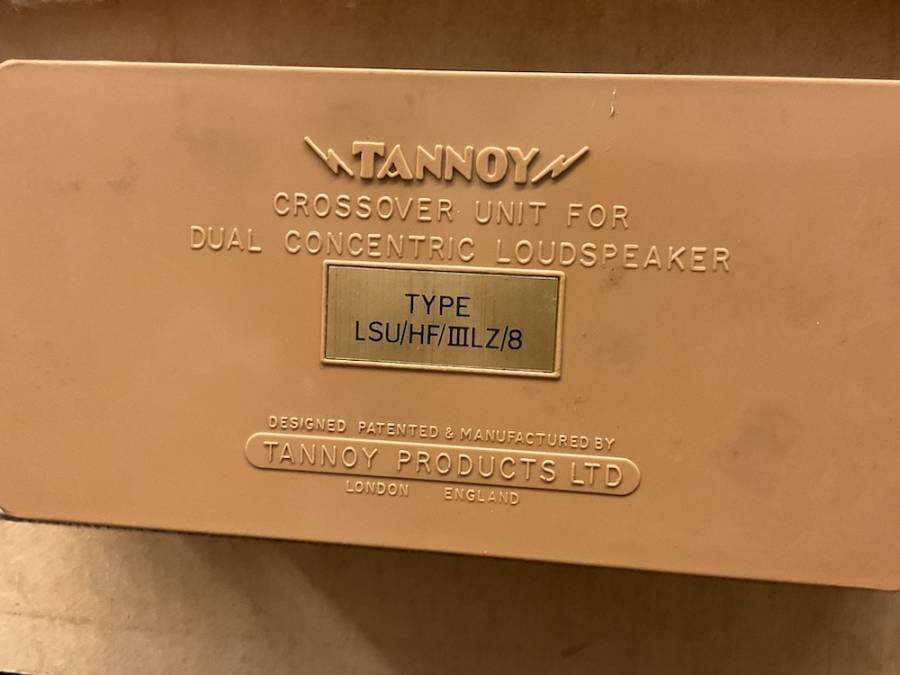 TANNOY
CROSSOVER UNIT FOR
DUAL CONCENTRIC LOUDSPEAKER
TYPE
LSU/HF/IIILZ/8
DESIGNED PATENTED & MANUFACTURED BY
TANNOY PRODUCTS LTD
LONDON ENGLAND